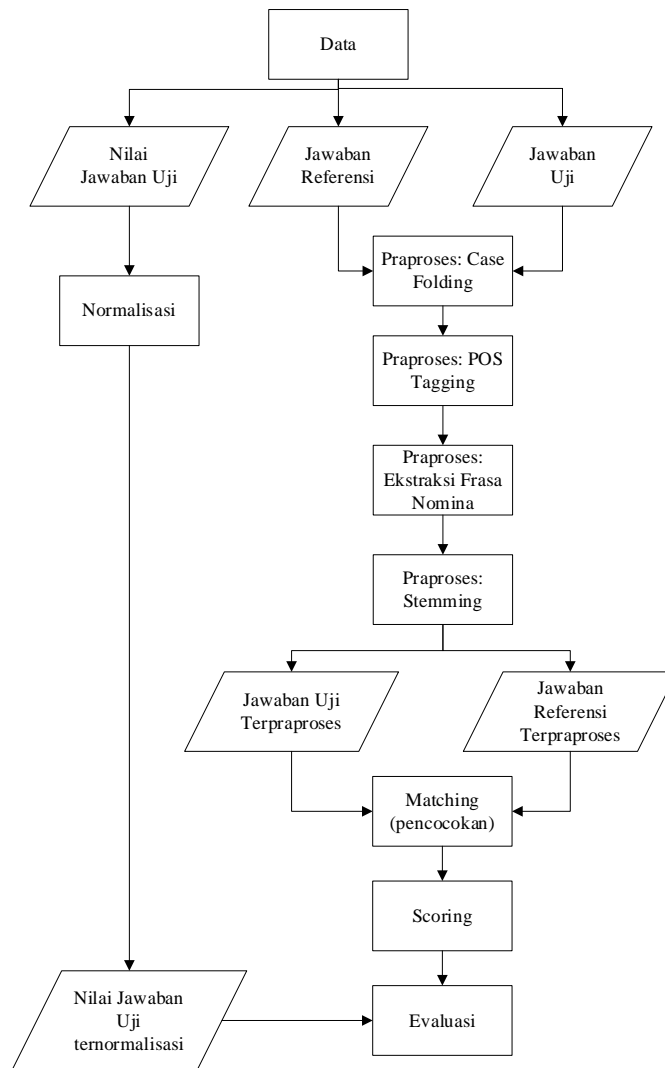 Data
Nilai
Jawaban Uji
Jawaban
Referensi
Jawaban
Uji
Praproses: Case
Folding
Normalisasi
Praproses: POS
Tagging
Praproses:
Ekstraksi Frasa
Nomina
Praproses:
Stemming
Jawaban Uji
Terpraproses
Jawaban
Referensi
Terpraproses
Matching
(pencocokan)
Scoring
Nilai Jawaban
Uji
ternormalisasi
Evaluasi